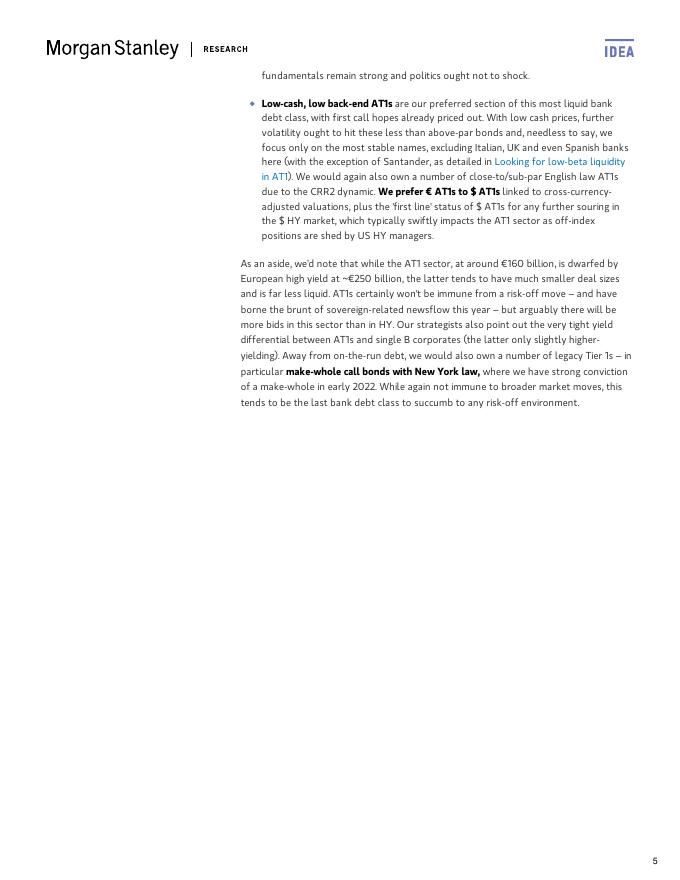 Morgan Stanley | RESEARCH
IDEA
fundamentals remain strong and politics ought not to shock.
◆ Low-cash, low back-end AT1s are our preferred section of this most liquid bank
debt class, with first call hopes already priced out. With low cash prices, further
volatility ought to hit these less than above-par bonds and, needless to say, we
focus only on the most stable names, excluding Italian, UK and even Spanish banks
here (with the exception of Santander, as detailed in Looking for low-beta liquidity
in AT1). We would again also own a number of close-to/sub-par English law AT1s
due to the CRR2 dynamic. We prefer € AT1s to $ AT1s linked to cross-currency-
adjusted valuations, plus the 'first line' status of $ AT1s for any further souring in
the $ HY market, which typically swiftly impacts the AT1 sector as off-index
positions are shed by US HY managers.
As an aside, we'd note that while the AT1 sector, at around €160 billion, is dwarfed by
European high yield at ~€250 billion, the latter tends to have much smaller deal sizes
and is far less liquid. AT1s certainly won't be immune from a risk-off move – and have
borne the brunt of sovereign-related newsflow this year – but arguably there will be
more bids in this sector than in HY. Our strategists also point out the very tight yield
differential between AT1s and single B corporates (the latter only slightly higher-
yielding). Away from on-the-run debt, we would also own a number of legacy Tier 1s – in
particular make-whole call bonds with New York law, where we have strong conviction
of a make-whole in early 2022. While again not immune to broader market moves, this
tends to be the last bank debt class to succumb to any risk-off environment.
5